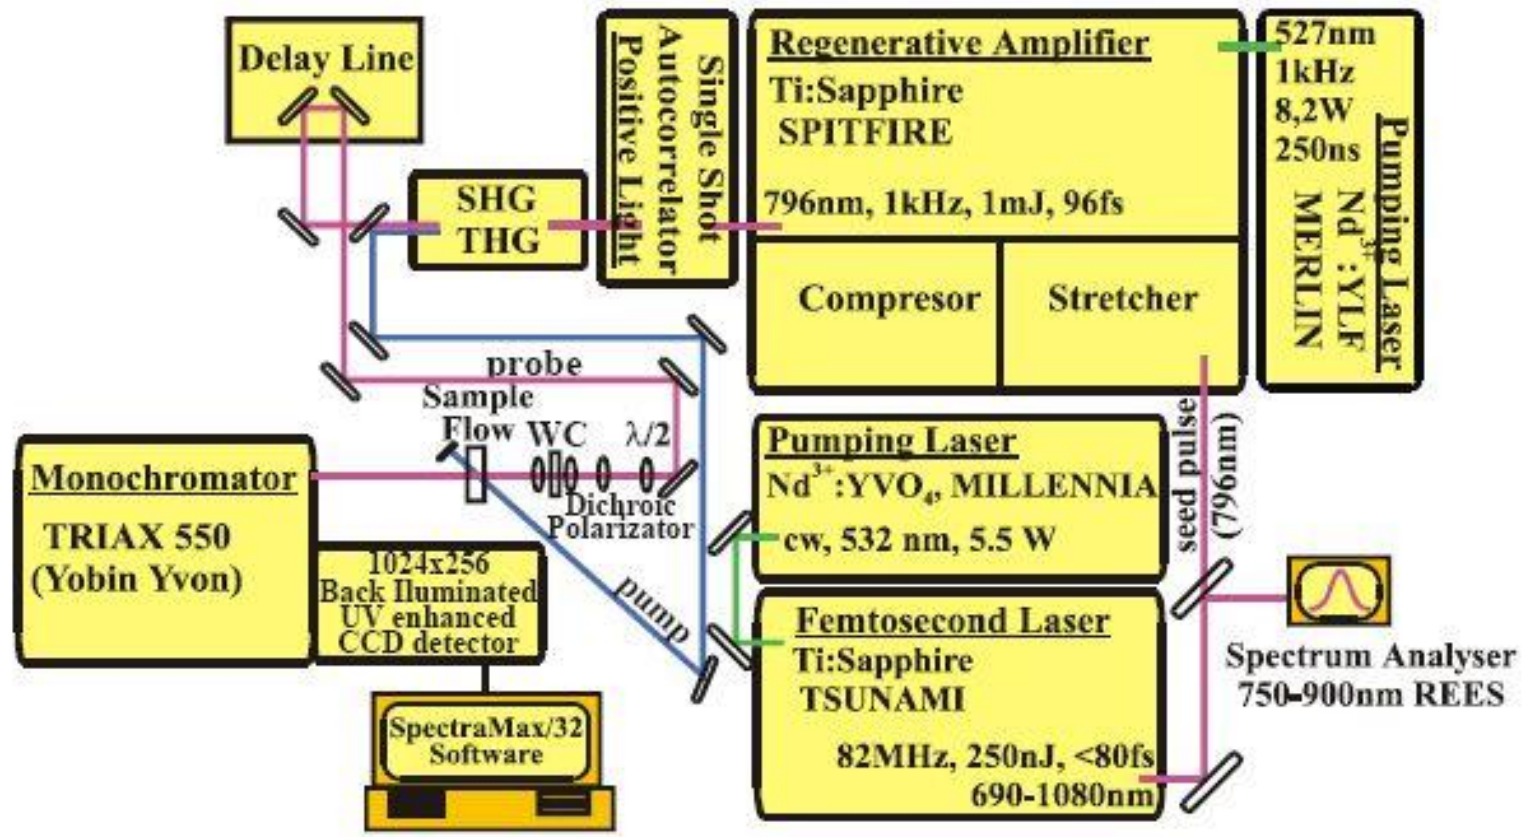 Delay Line
SHG
THG
Single Shot
Autocorrelator
Positive Light
Regenerative Amplifier
Ti:Sapphire
SPITFIRE
796nm, 1kHz, 1mJ, 96fs
Compresor
Stretcher
527nm
1kHz
8,2W
250ns
Pumping Laser
Nd³⁺:YLF
MERLIN
probe
Sample
Flow
WC
λ/2
Dichroic
Polarizator
pump
Monochromator
TRIAX 550
(Yobin Yvon)
1024x256
Back Iluminated
UV enhanced
CCD detector
SpectraMax/32
Software
Pumping Laser
Nd³⁺:YVO₄, MILLENNIA
cw, 532 nm, 5.5 W
seed pulse
(796nm)
Femtosecond Laser
Ti:Sapphire
TSUNAMI
82MHz, 250nJ, <80fs
690-1080nm
Spectrum Analyser
750-900nm REES